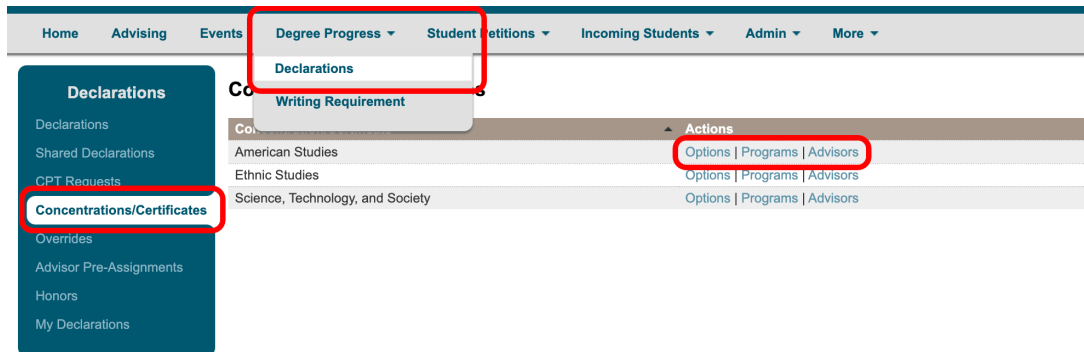 Home Advising Events Degree Progress Student Petitions Incoming Students Admin More
Declarations
Writing Requirement
Declarations
Declarations
Shared Declarations
CPT Requests
Concentrations/Certificates
Overrides
Advisor Pre-Assignments
Honors
My Declarations
Actions
American Studies Options | Programs | Advisors
Ethnic Studies Options | Programs | Advisors
Science, Technology, and Society Options | Programs | Advisors